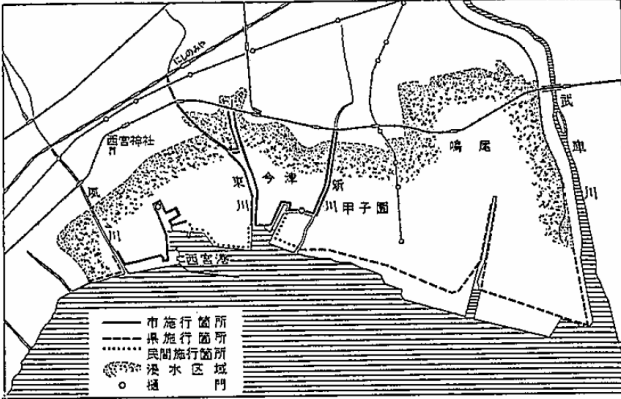 にしのみや
西宮神社
夙川
東川
今津
新川
甲子園
鳴尾
武庫川
西宮港
市施行箇所
県施行箇所
民間施行箇所
浸水区域
樋門